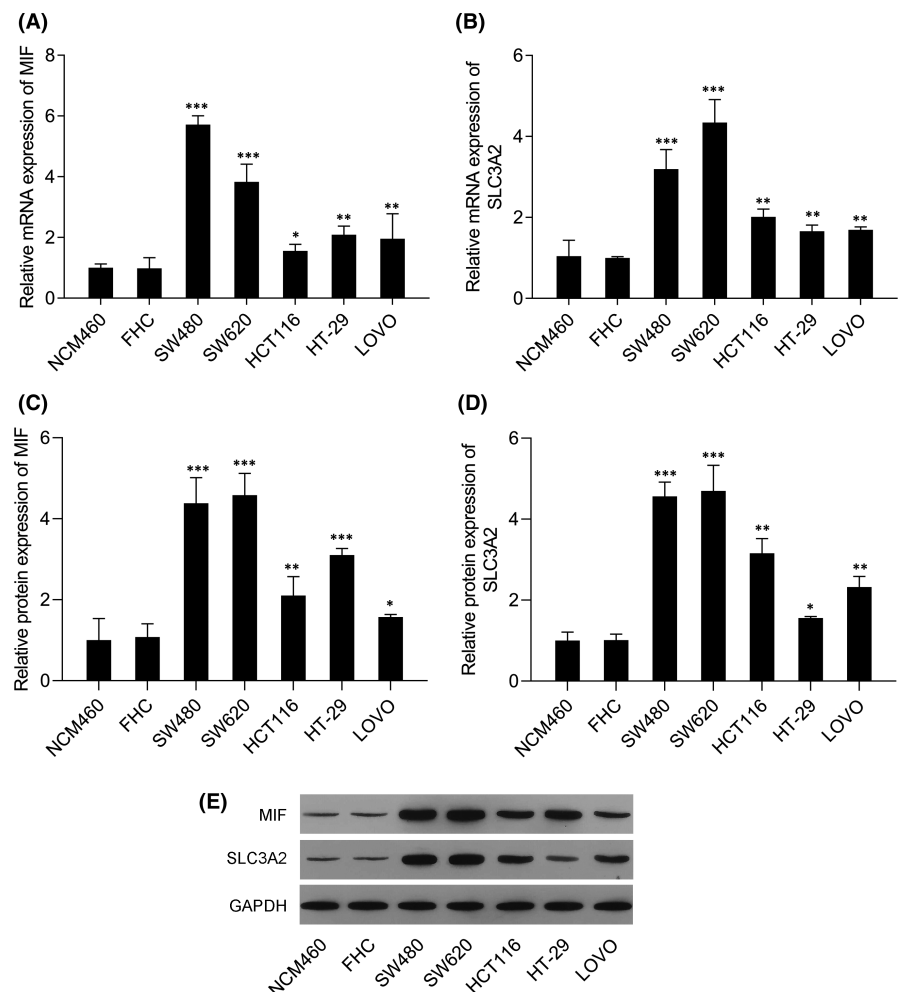 (A)
Relative mRNA expression of MIF
8
6
4
2
0
***
***
*
**
**
NCM460
FHC
SW480
SW620
HCT116
HT-29
LOVO
(B)
Relative mRNA expression of
SLC3A2
6
4
2
0
***
***
**
**
**
NCM460
FHC
SW480
SW620
HCT116
HT-29
LOVO
(C)
Relative protein expression of MIF
6
4
2
0
***
***
**
***
*
NCM460
FHC
SW480
SW620
HCT116
HT-29
LOVO
(D)
Relative protein expression of
SLC3A2
6
4
2
0
***
***
**
*
**
NCM460
FHC
SW480
SW620
HCT116
HT-29
LOVO
(E)
MIF
SLC3A2
GAPDH
NCM460
FHC
SW480
SW620
HCT116
HT-29
LOVO